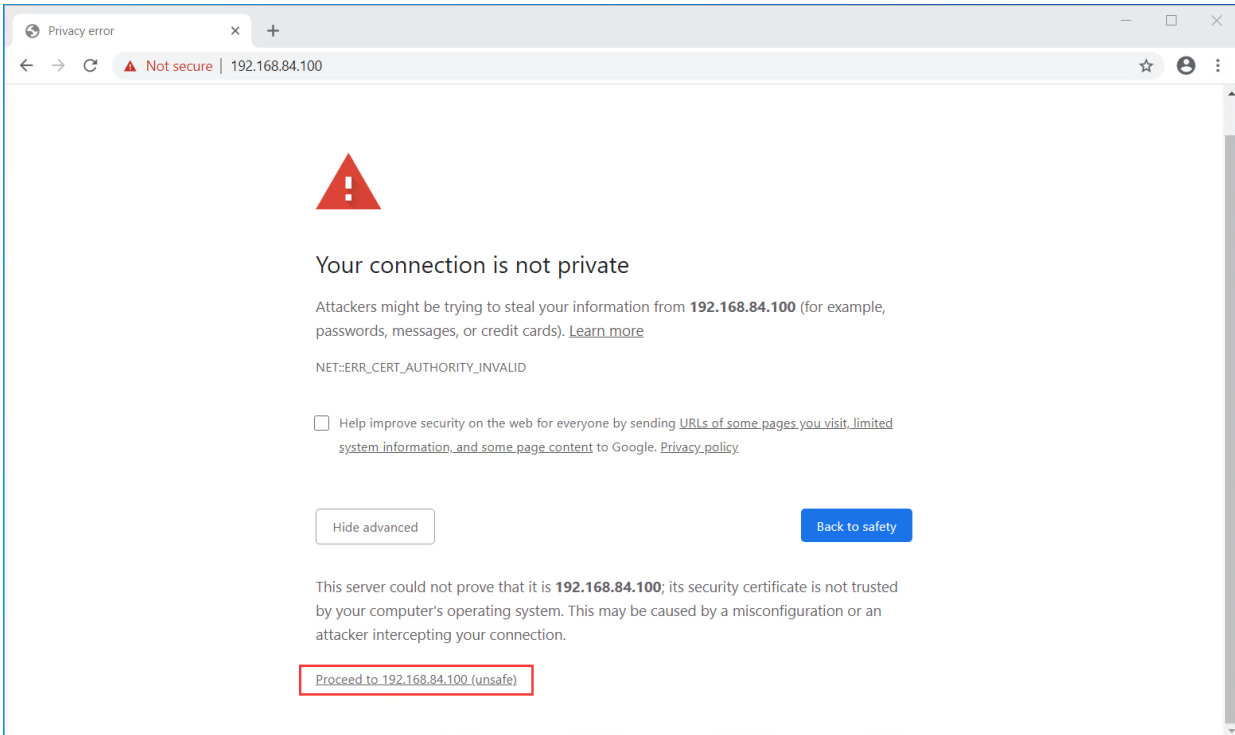 Privacy error
Not secure | 192.168.84.100
Your connection is not private
Attackers might be trying to steal your information from 192.168.84.100 (for example,
passwords, messages, or credit cards). Learn more
NET::ERR_CERT_AUTHORITY_INVALID
Help improve security on the web for everyone by sending URLs of some pages you visit, limited
system information, and some page content to Google. Privacy policy
Hide advanced
Back to safety
This server could not prove that it is 192.168.84.100; its security certificate is not trusted
by your computer's operating system. This may be caused by a misconfiguration or an
attacker intercepting your connection.
Proceed to 192.168.84.100 (unsafe)